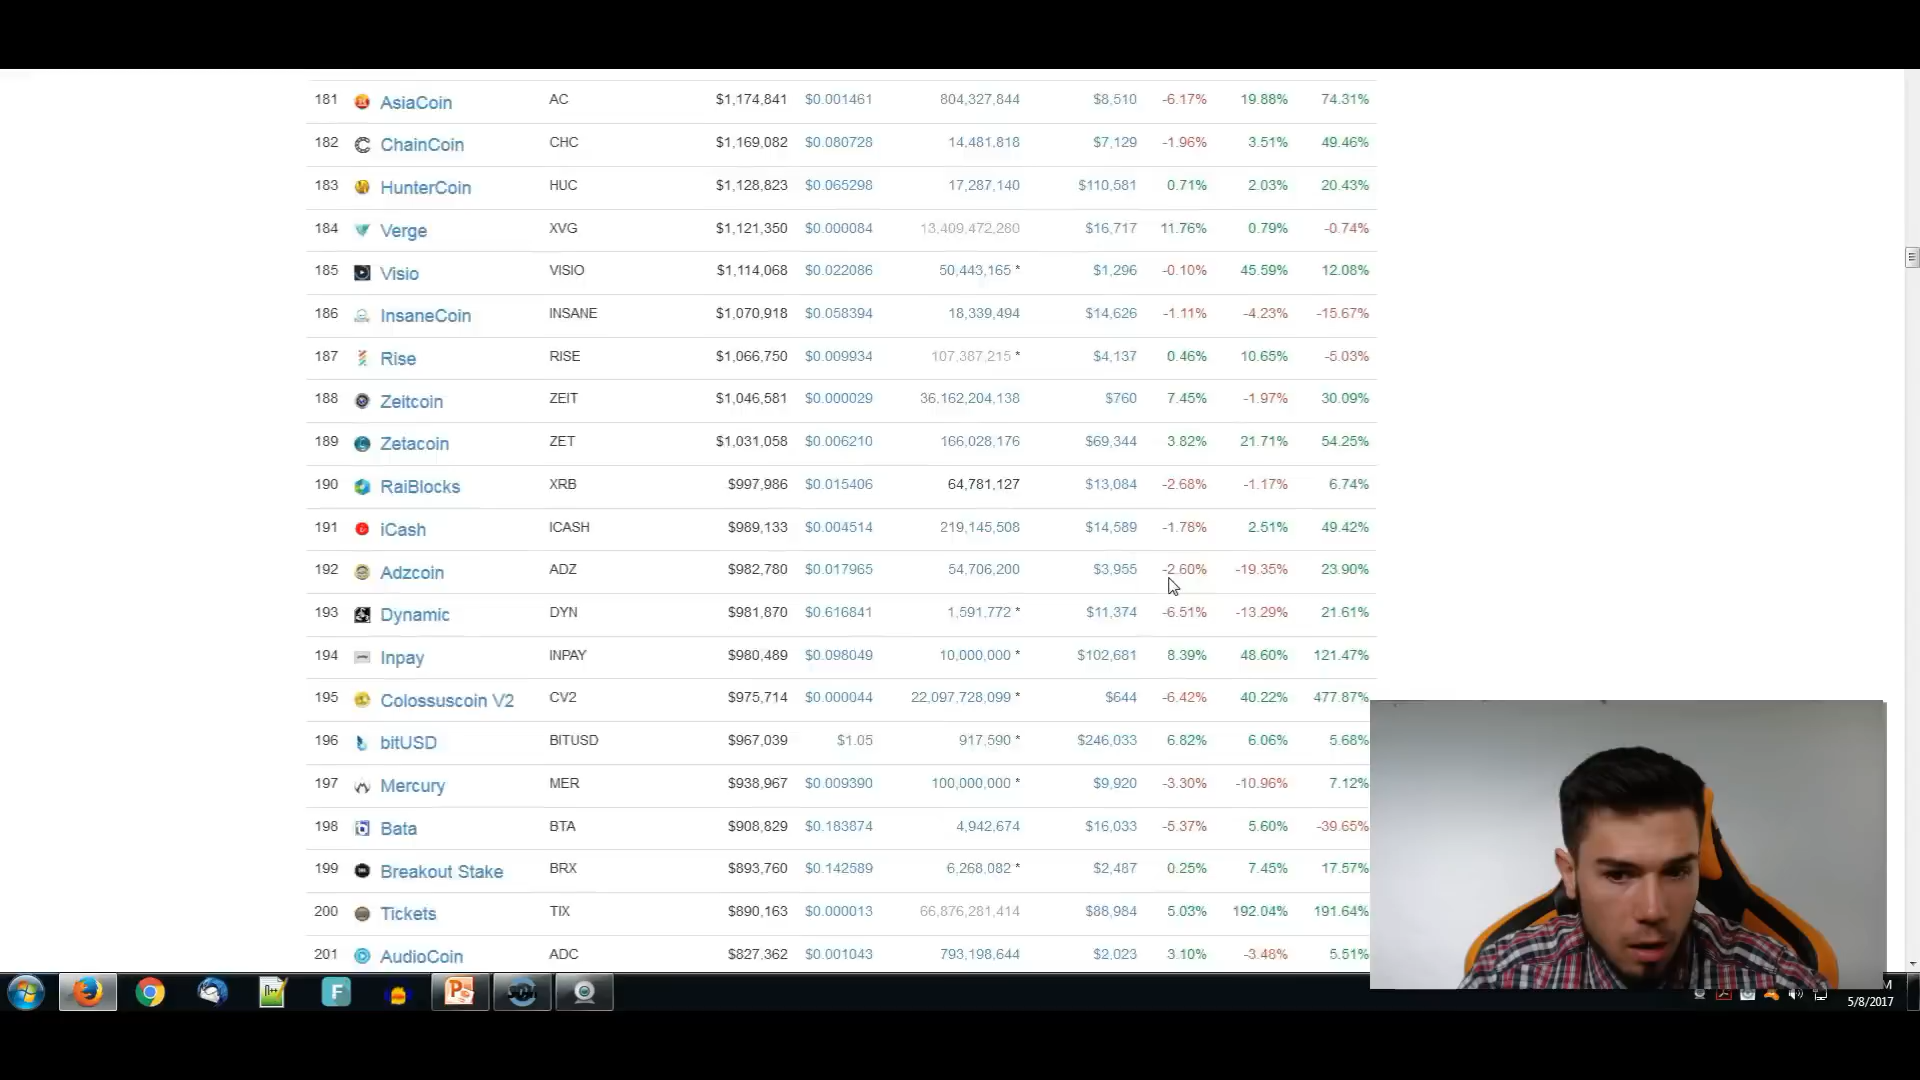 181 AsiaCoin AC $1,174,841 $0.001461 804,327,844 $8,510 -6.17% 19.88% 74.31%
182 ChainCoin CHC $1,169,082 $0.080728 14,481,818 $7,129 -1.96% 3.51% 49.46%
183 HunterCoin HUC $1,128,823 $0.065298 17,287,140 $110,581 0.71% 2.03% 20.43%
184 Verge XVG $1,121,350 $0.000084 13,409,472,280 $16,717 11.76% 0.79% -0.74%
185 Visio VISIO $1,114,068 $0.022086 50,443,165 * $1,296 -0.10% 45.59% 12.08%
186 InsaneCoin INSANE $1,070,918 $0.058394 18,339,494 $14,626 -1.11% -4.23% -15.67%
187 Rise RISE $1,066,750 $0.009934 107,387,215 * $4,137 0.46% 10.65% -5.03%
188 Zeitcoin ZEIT $1,046,581 $0.000029 36,162,204,138 $760 7.45% -1.97% 30.09%
189 Zetacoin ZET $1,031,058 $0.006210 166,028,176 $69,344 3.82% 21.71% 54.25%
190 RaiBlocks XRB $997,986 $0.015406 64,781,127 $13,084 -2.68% -1.17% 6.74%
191 iCash ICASH $989,133 $0.004514 219,145,508 $14,589 -1.78% 2.51% 49.42%
192 Adzcoin ADZ $982,780 $0.017965 54,706,200 $3,955 -2.60% -19.35% 23.90%
193 Dynamic DYN $981,870 $0.616841 1,591,772 * $11,374 -6.51% -13.29% 21.61%
194 Inpay INPAY $980,489 $0.098049 10,000,000 * $102,681 8.39% 48.60% 121.47%
195 Colossuscoin V2 CV2 $975,714 $0.000044 22,097,728,099 * $644 -6.42% 40.22% 477.87%
196 bitUSD BITUSD $967,039 $1.05 917,590 * $246,033 6.82% 6.06% 5.68%
197 Mercury MER $938,967 $0.009390 100,000,000 * $9,920 -3.30% -10.96% 7.12%
198 Bata BTA $908,829 $0.183874 4,942,674 $16,033 -5.37% 5.60% -39.65%
199 Breakout Stake BRX $893,760 $0.142589 6,268,082 * $2,487 0.25% 7.45% 17.57%
200 Tickets TIX $890,163 $0.000013 66,876,281,414 $88,984 5.03% 192.04% 191.64%
201 AudioCoin ADC $827,362 $0.001043 793,198,644 $2,023 3.10% -3.48% 5.51%
F
M
5/8/2017